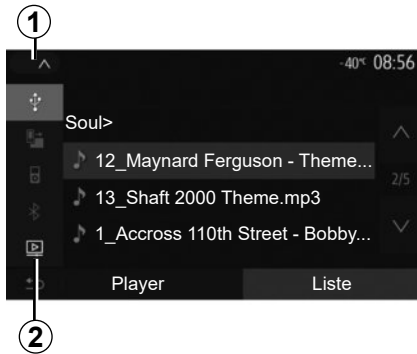 1
-40°C 08:56
Soul>
12_Maynard Ferguson - Theme...
2/5
13_Shaft 2000 Theme.mp3
1_Accross 110th Street - Bobby...
Player Liste
2